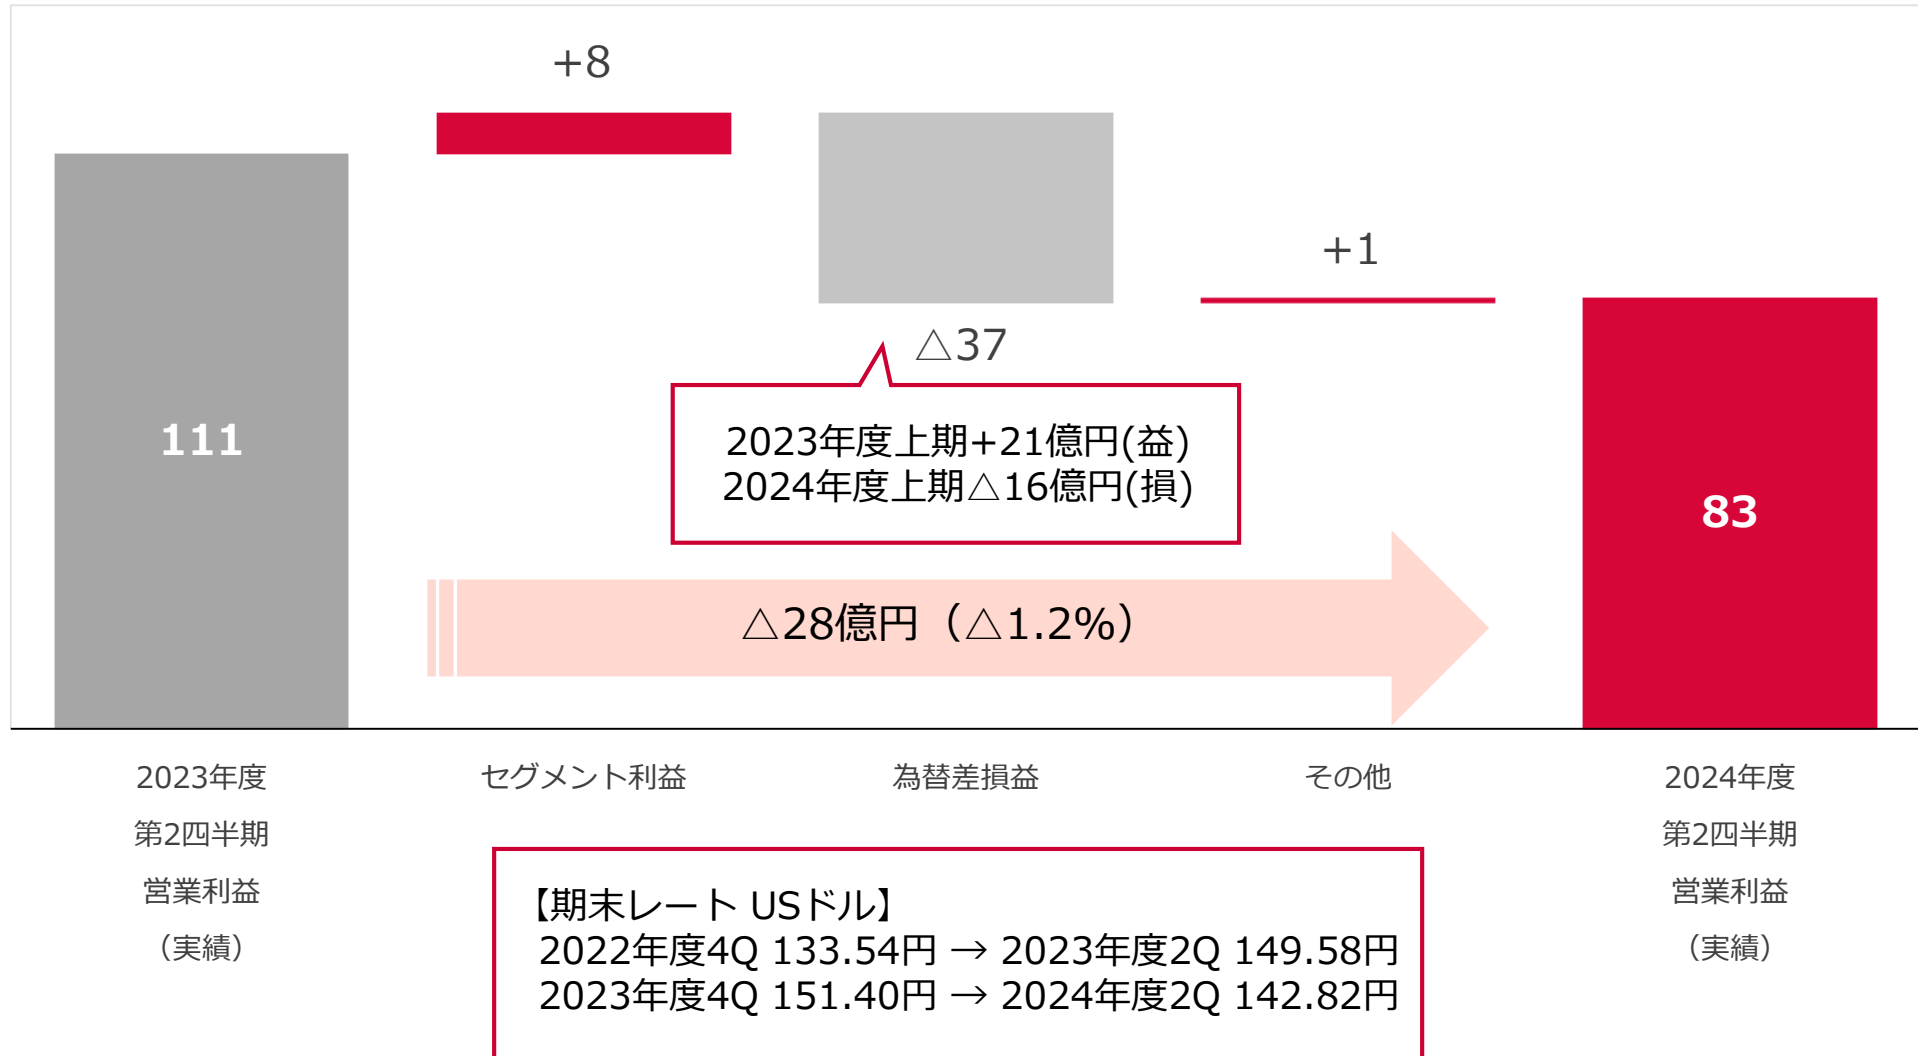 +8
+1
△37
111
2023年度上期+21億円(益)
2024年度上期△16億円(損)
83
△28億円（△1.2%）
2023年度
第2四半期
営業利益
（実績）
セグメント利益
為替差損益
その他
2024年度
第2四半期
営業利益
（実績）
【期末レート USドル】
2022年度4Q 133.54円 → 2023年度2Q 149.58円
2023年度4Q 151.40円 → 2024年度2Q 142.82円